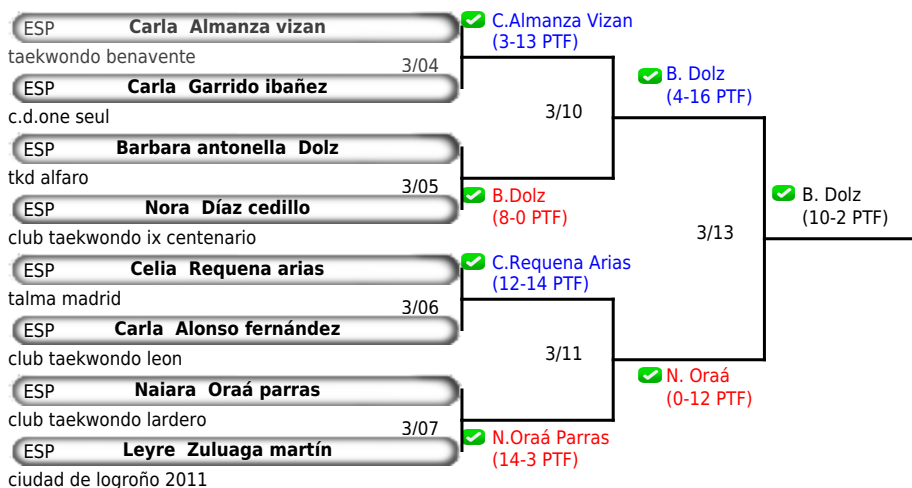 ESP Carla Almanza vizan
taekwondo benavente
3/04
ESP Carla Garrido ibañez
c.d.one seul
ESP Barbara antonella Dolz
tkd alfaro
3/05
ESP Nora Díaz cedillo
club taekwondo ix centenario
ESP Celia Requena arias
talma madrid
3/06
ESP Carla Alonso fernández
club taekwondo leon
ESP Naiara Oraá parras
club taekwondo lardero
3/07
ESP Leyre Zuluaga martín
ciudad de logroño 2011
C.Almanza Vizan
(3-13 PTF)
3/10
B.Dolz
(8-0 PTF)
C.Requena Arias
(12-14 PTF)
3/11
N.Oraá Parras
(14-3 PTF)
B. Dolz
(4-16 PTF)
3/13
N. Oraá
(0-12 PTF)
B. Dolz
(10-2 PTF)